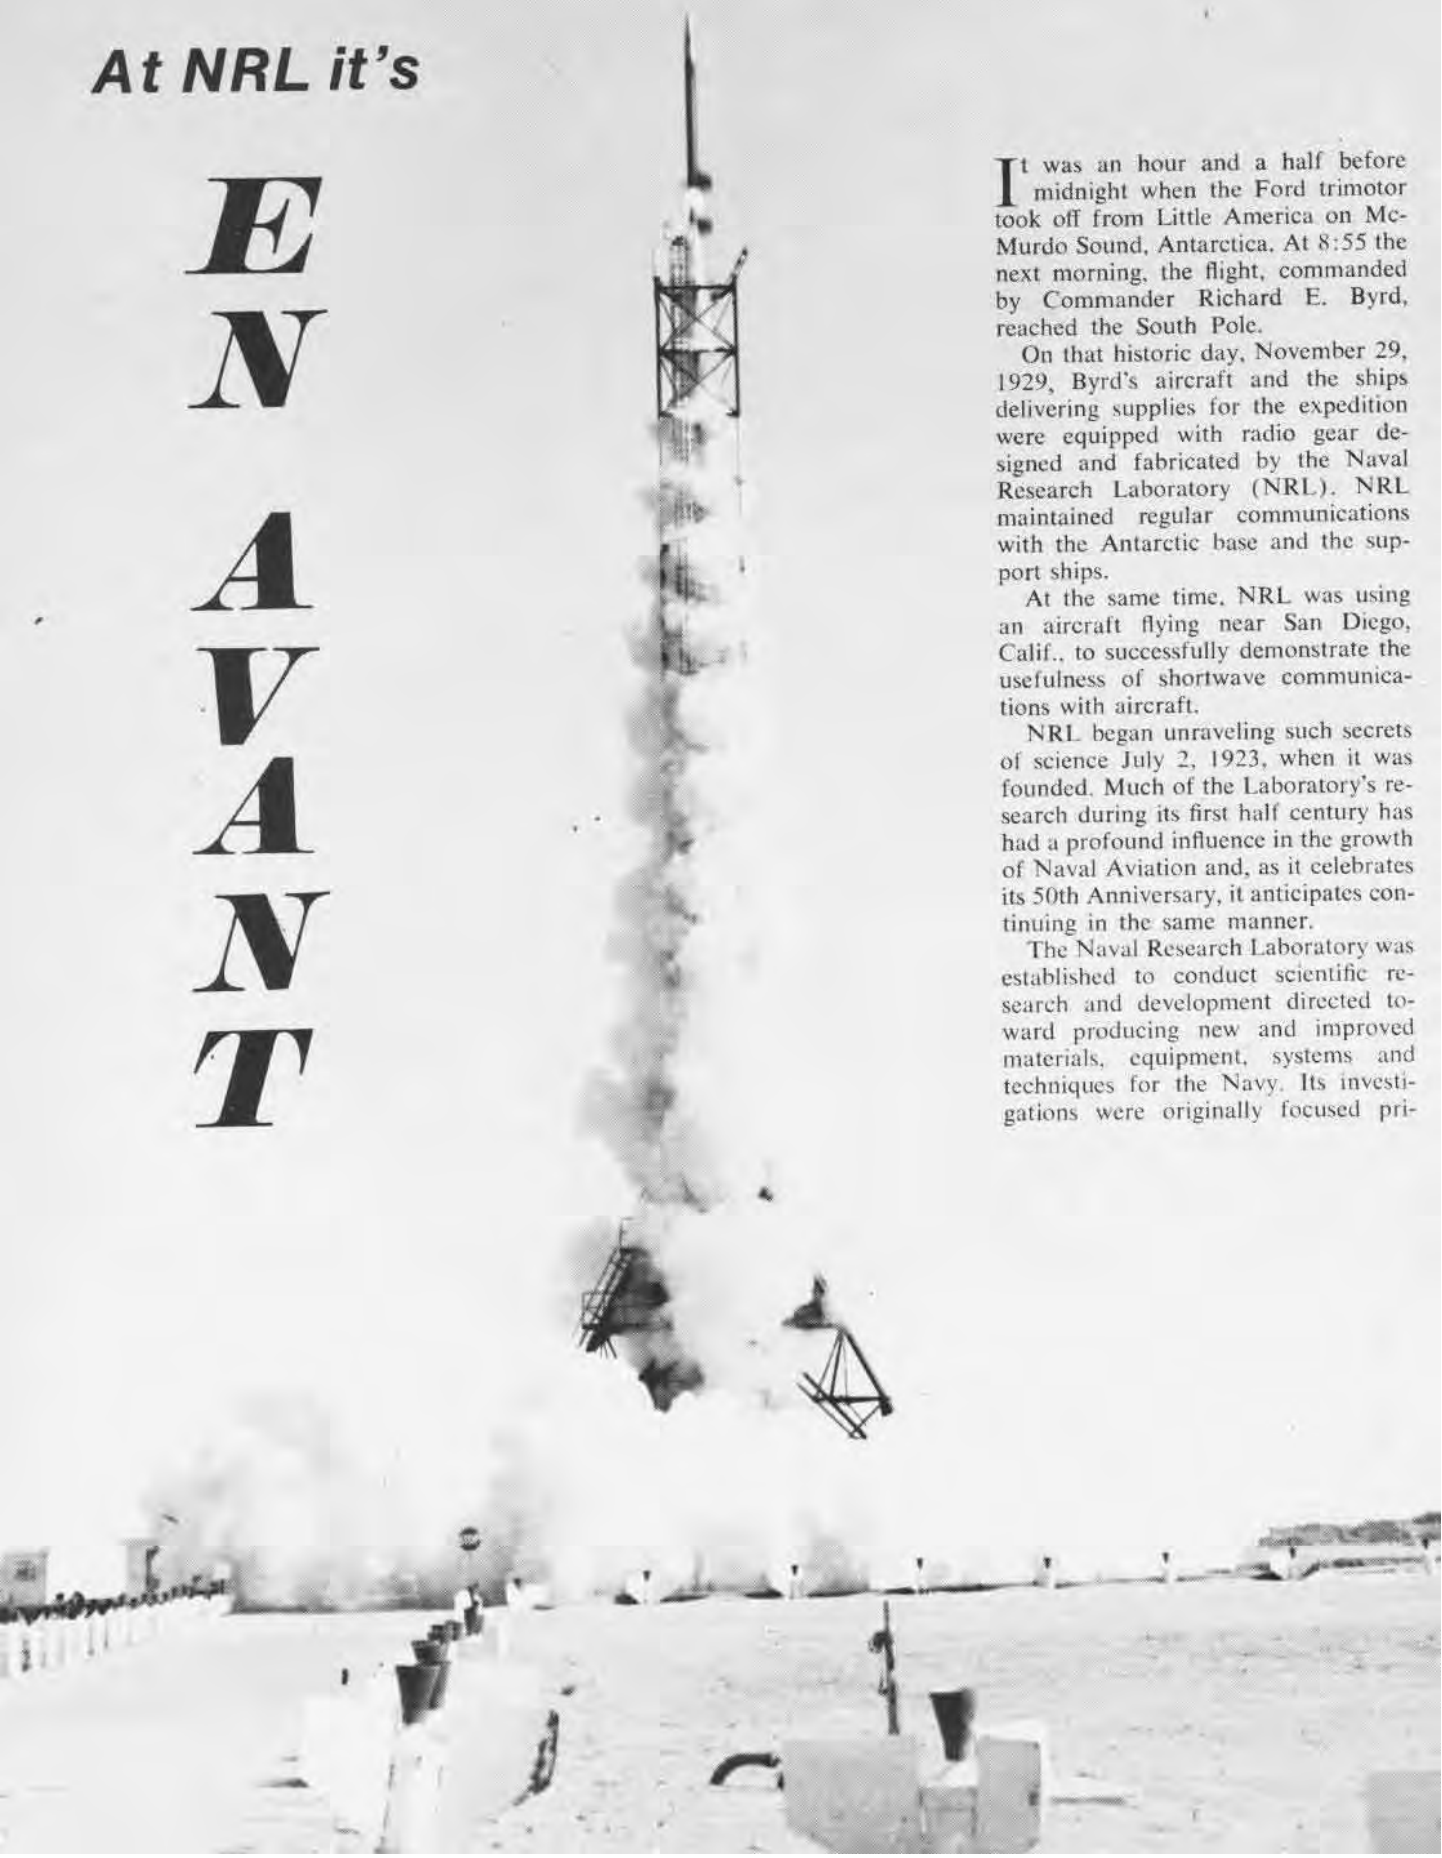 At NRL it's
EN
AVANT
It was an hour and a half before
midnight when the Ford trimotor
took off from Little America on Mc-
Murdo Sound, Antarctica. At 8:55 the
next morning, the flight, commanded
by Commander Richard E. Byrd,
reached the South Pole.
On that historic day, November 29,
1929, Byrd's aircraft and the ships
delivering supplies for the expedition
were equipped with radio gear de-
signed and fabricated by the Naval
Research Laboratory (NRL). NRL
maintained regular communications
with the Antarctic base and the sup-
port ships.
At the same time, NRL was using
an aircraft flying near San Diego,
Calif., to successfully demonstrate the
usefulness of shortwave communica-
tions with aircraft.
NRL began unraveling such secrets
of science July 2, 1923, when it was
founded. Much of the Laboratory's re-
search during its first half century has
had a profound influence in the growth
of Naval Aviation and, as it celebrates
its 50th Anniversary, it anticipates con-
tinuing in the same manner.
The Naval Research Laboratory was
established to conduct scientific re-
search and development directed to-
ward producing new and improved
materials, equipment, systems and
techniques for the Navy. Its investi-
gations were originally focused pri-